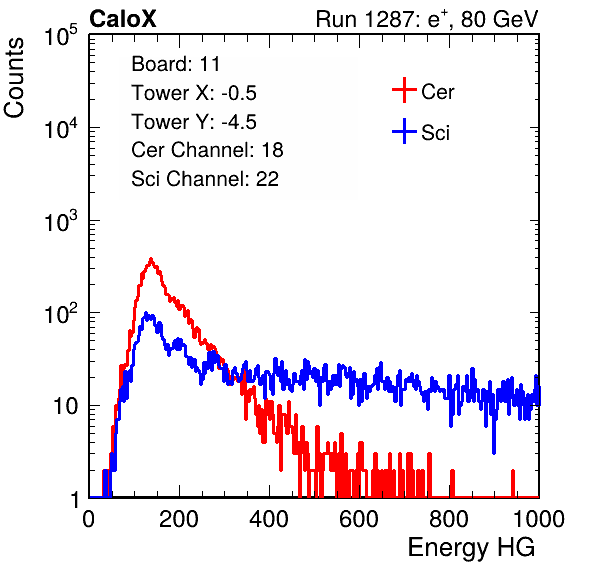 CaloX Run 1287: e⁺, 80 GeV
Counts
10⁵
10⁴
10³
10²
10
1
Board: 11
Tower X: -0.5
Tower Y: -4.5
Cer Channel: 18
Sci Channel: 22
Cer
Sci
0 200 400 600 800 1000
Energy HG